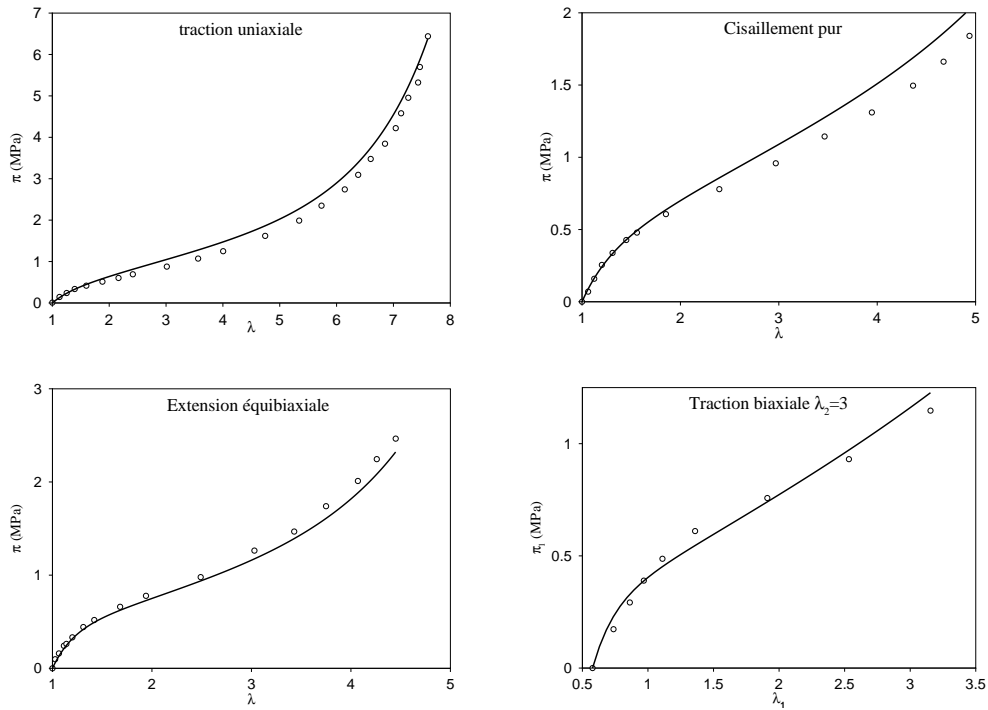 traction uniaxiale
7
6
5
4
3
2
1
0
π (MPa)
1 2 3 4 5 6 7 8
λ
Cisaillement pur
2
1.5
1
0.5
0
π (MPa)
1 2 3 4 5
λ
Extension équibiaxiale
3
2
1
0
π (MPa)
1 2 3 4 5
λ
Traction biaxiale λ₂=3
1
0.5
0
π₁ (MPa)
0.5 1 1.5 2 2.5 3 3.5
λ₁